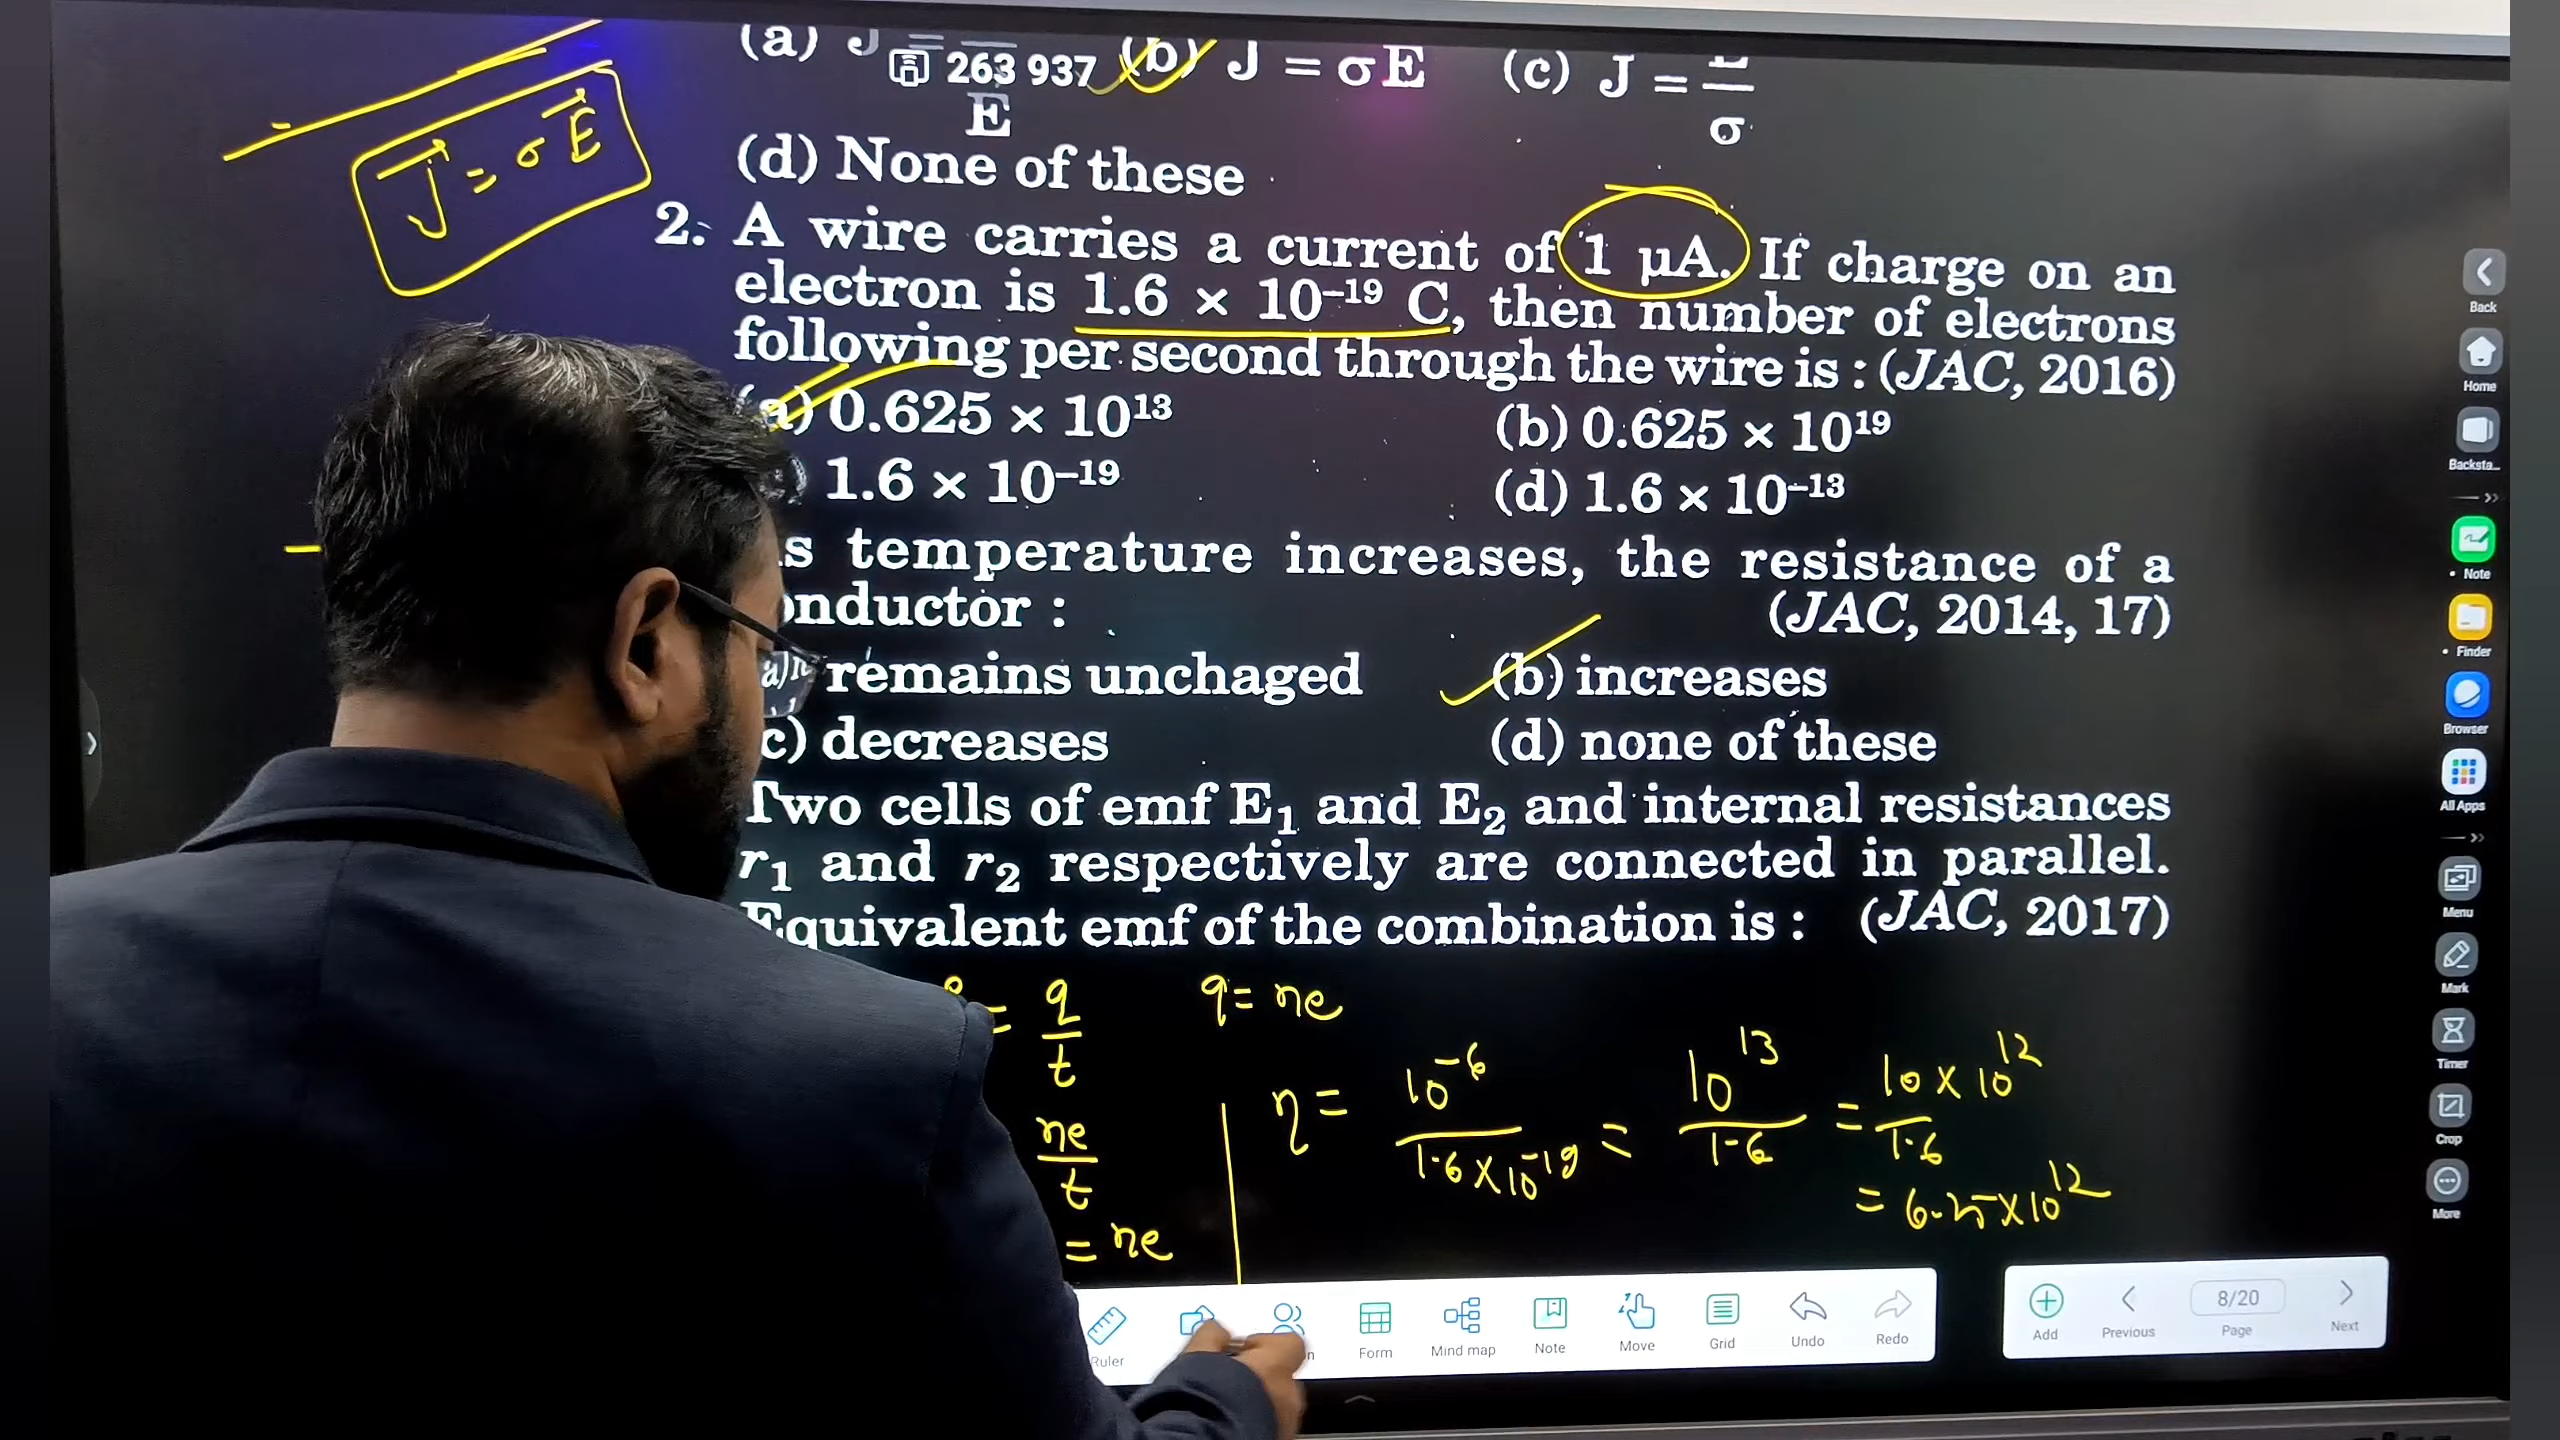 (a) J =
263 937
E
(b) J = σE
(c) J = E/σ
(d) None of these
J = σ E
2. A wire carries a current of 1 μA. If charge on an
electron is 1.6 × 10⁻¹⁹ C, then number of electrons
following per second through the wire is : (JAC, 2016)
(a) 0.625 × 10¹³
(b) 0.625 × 10¹⁹
) 1.6 × 10⁻¹⁹
(d) 1.6 × 10⁻¹³
s temperature increases, the resistance of a
onductor : (JAC, 2014, 17)
a) remains unchaged
(b) increases
c) decreases
(d) none of these
Two cells of emf E₁ and E₂ and internal resistances
r₁ and r₂ respectively are connected in parallel.
Equivalent emf of the combination is : (JAC, 2017)
= q/t
q = ne
ne/t
= ne
n = 10⁻⁶/1.6 × 10⁻¹⁹ = 10¹³/1.6 = 10 × 10¹²/1.6
= 6.25 × 10¹²
Back
Home
Backsta...
Note
Finder
Browser
All Apps
Menu
Mark
Timer
Crop
More
Ruler
Form
Mind map
Note
Move
Grid
Undo
Redo
Add
Previous
8/20
Page
Next